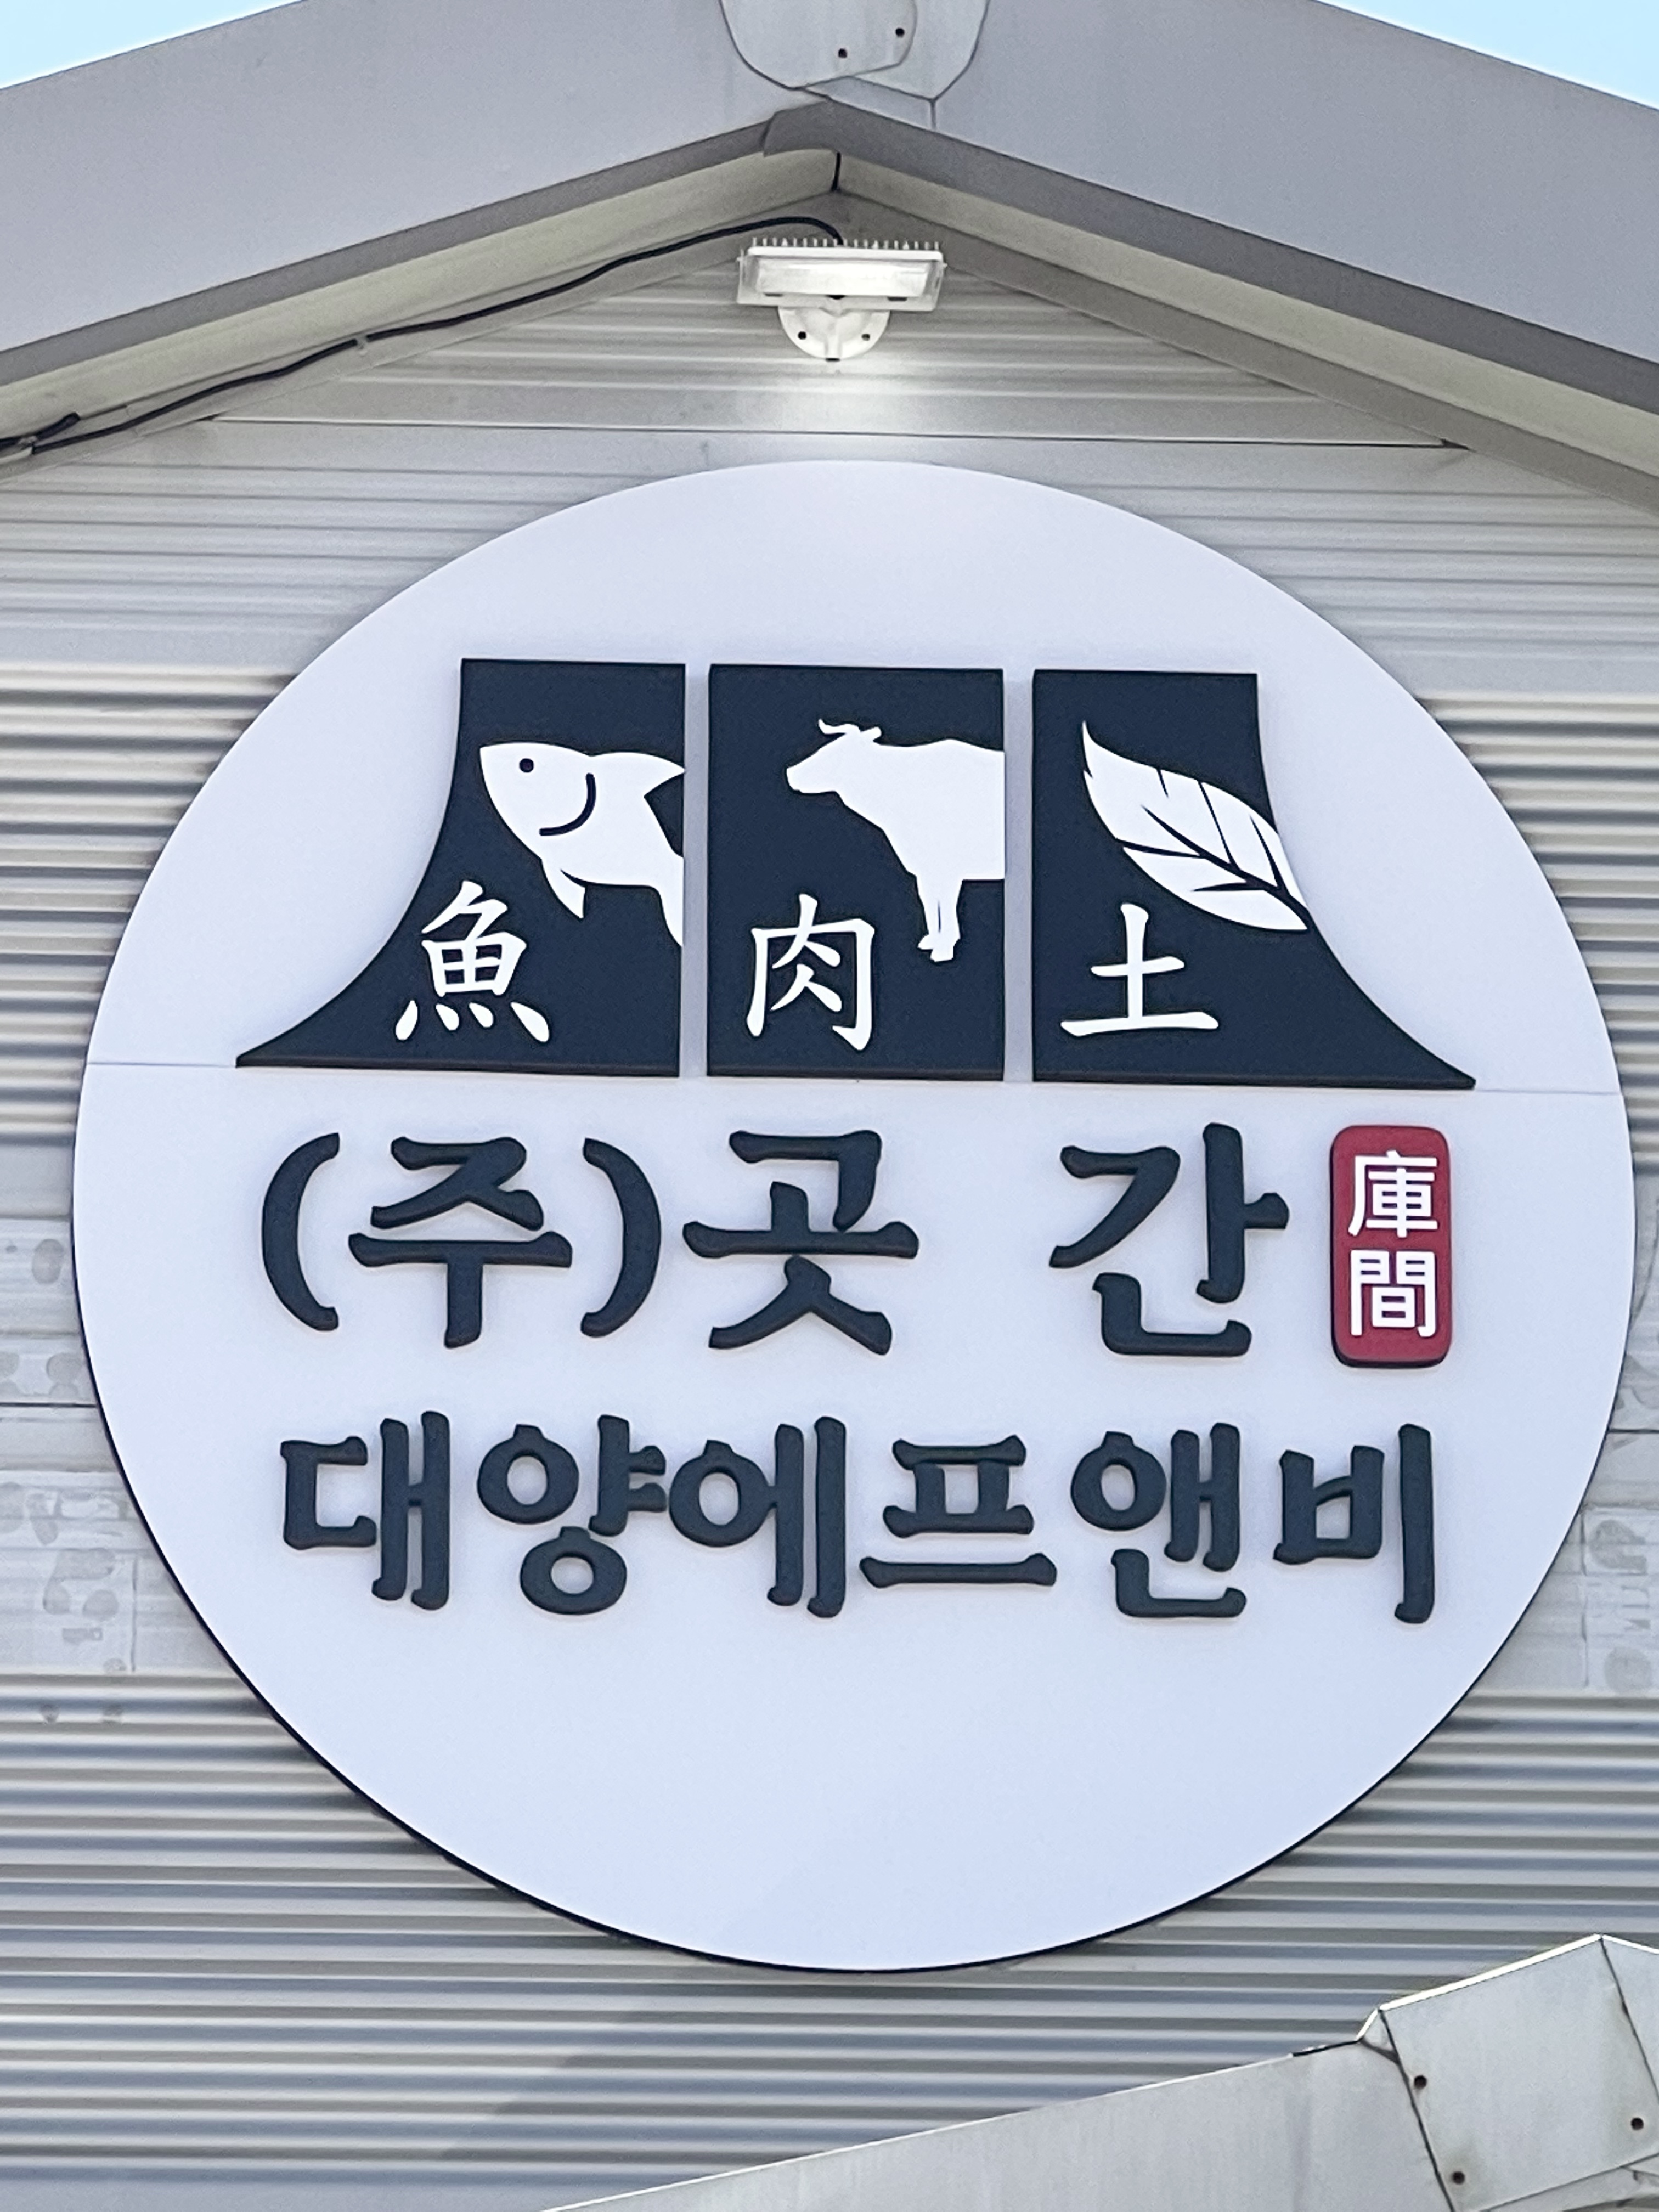 魚 肉 土
(주)곳 간 庫間
대양에프앤비